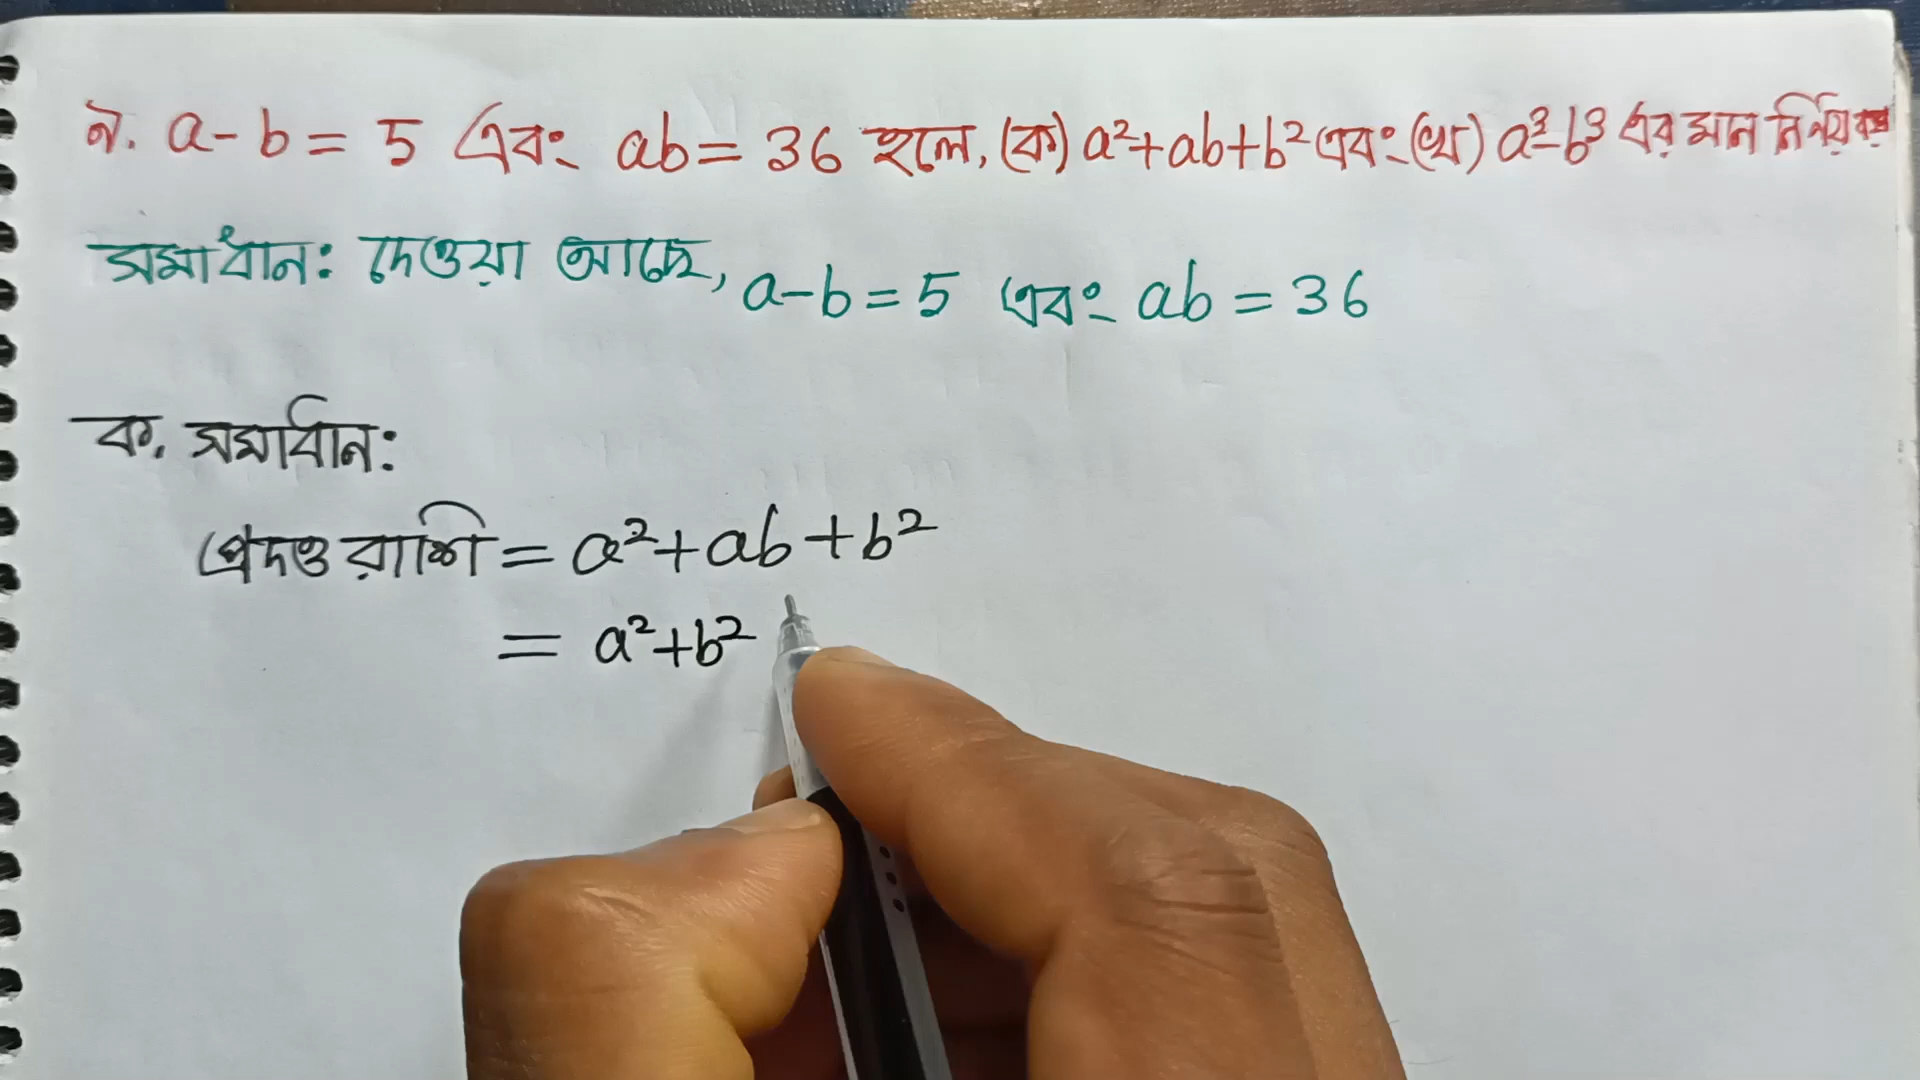 a-b = 5 এবং ab = 36 হলে, (ক) a²+ab+b² এবং (খ) a³-b³ এর মান নির্ণয় কর
সমাধান: দেওয়া আছে, a-b = 5 এবং ab = 36
ক. সমাধান:
প্রদত্ত রাশি = a²+ab+b²
= a²+b²